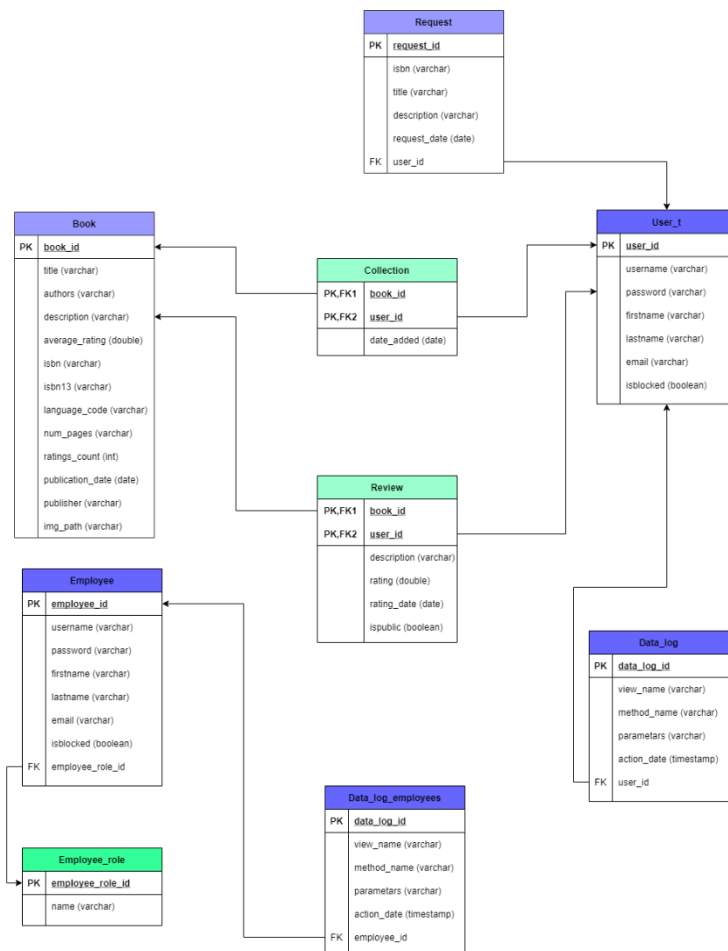 Request
PK request_id
isbn (varchar)
title (varchar)
description (varchar)
request_date (date)
FK user_id
Book
PK book_id
title (varchar)
authors (varchar)
description (varchar)
average_rating (double)
isbn (varchar)
isbn13 (varchar)
language_code (varchar)
num_pages (varchar)
ratings_count (int)
publication_date (date)
publisher (varchar)
img_path (varchar)
Collection
PK,FK1 book_id
PK,FK2 user_id
date_added (date)
User_t
PK user_id
username (varchar)
password (varchar)
firstname (varchar)
lastname (varchar)
email (varchar)
isblocked (boolean)
Review
PK,FK1 book_id
PK,FK2 user_id
description (varchar)
rating (double)
rating_date (date)
ispublic (boolean)
Employee
PK employee_id
username (varchar)
password (varchar)
firstname (varchar)
lastname (varchar)
email (varchar)
isblocked (boolean)
FK employee_role_id
Data_log
PK data_log_id
view_name (varchar)
method_name (varchar)
parametars (varchar)
action_date (timestamp)
FK user_id
Data_log_employees
PK data_log_id
view_name (varchar)
method_name (varchar)
parametars (varchar)
action_date (timestamp)
FK employee_id
Employee_role
PK employee_role_id
name (varchar)